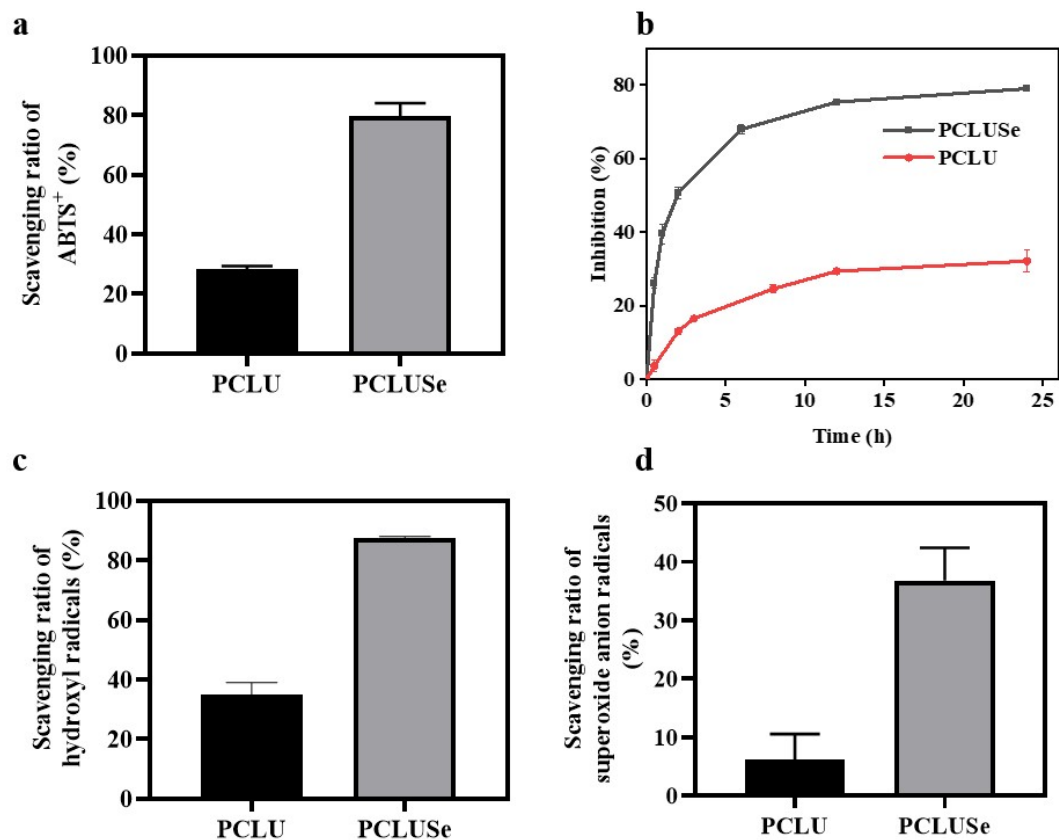 a
Scavenging ratio of
ABTS⁺ (%)
100
80
60
40
20
0
PCLU PCLUSe
b
Inhibition (%)
80
60
40
20
0
PCLUSe
PCLU
0 5 10 15 20 25
Time (h)
c
Scavenging ratio of
hydroxyl radicals (%)
100
80
60
40
20
0
PCLU PCLUSe
d
Scavenging ratio of
superoxide anion radicals
(%)
50
40
30
20
10
0
PCLU PCLUSe